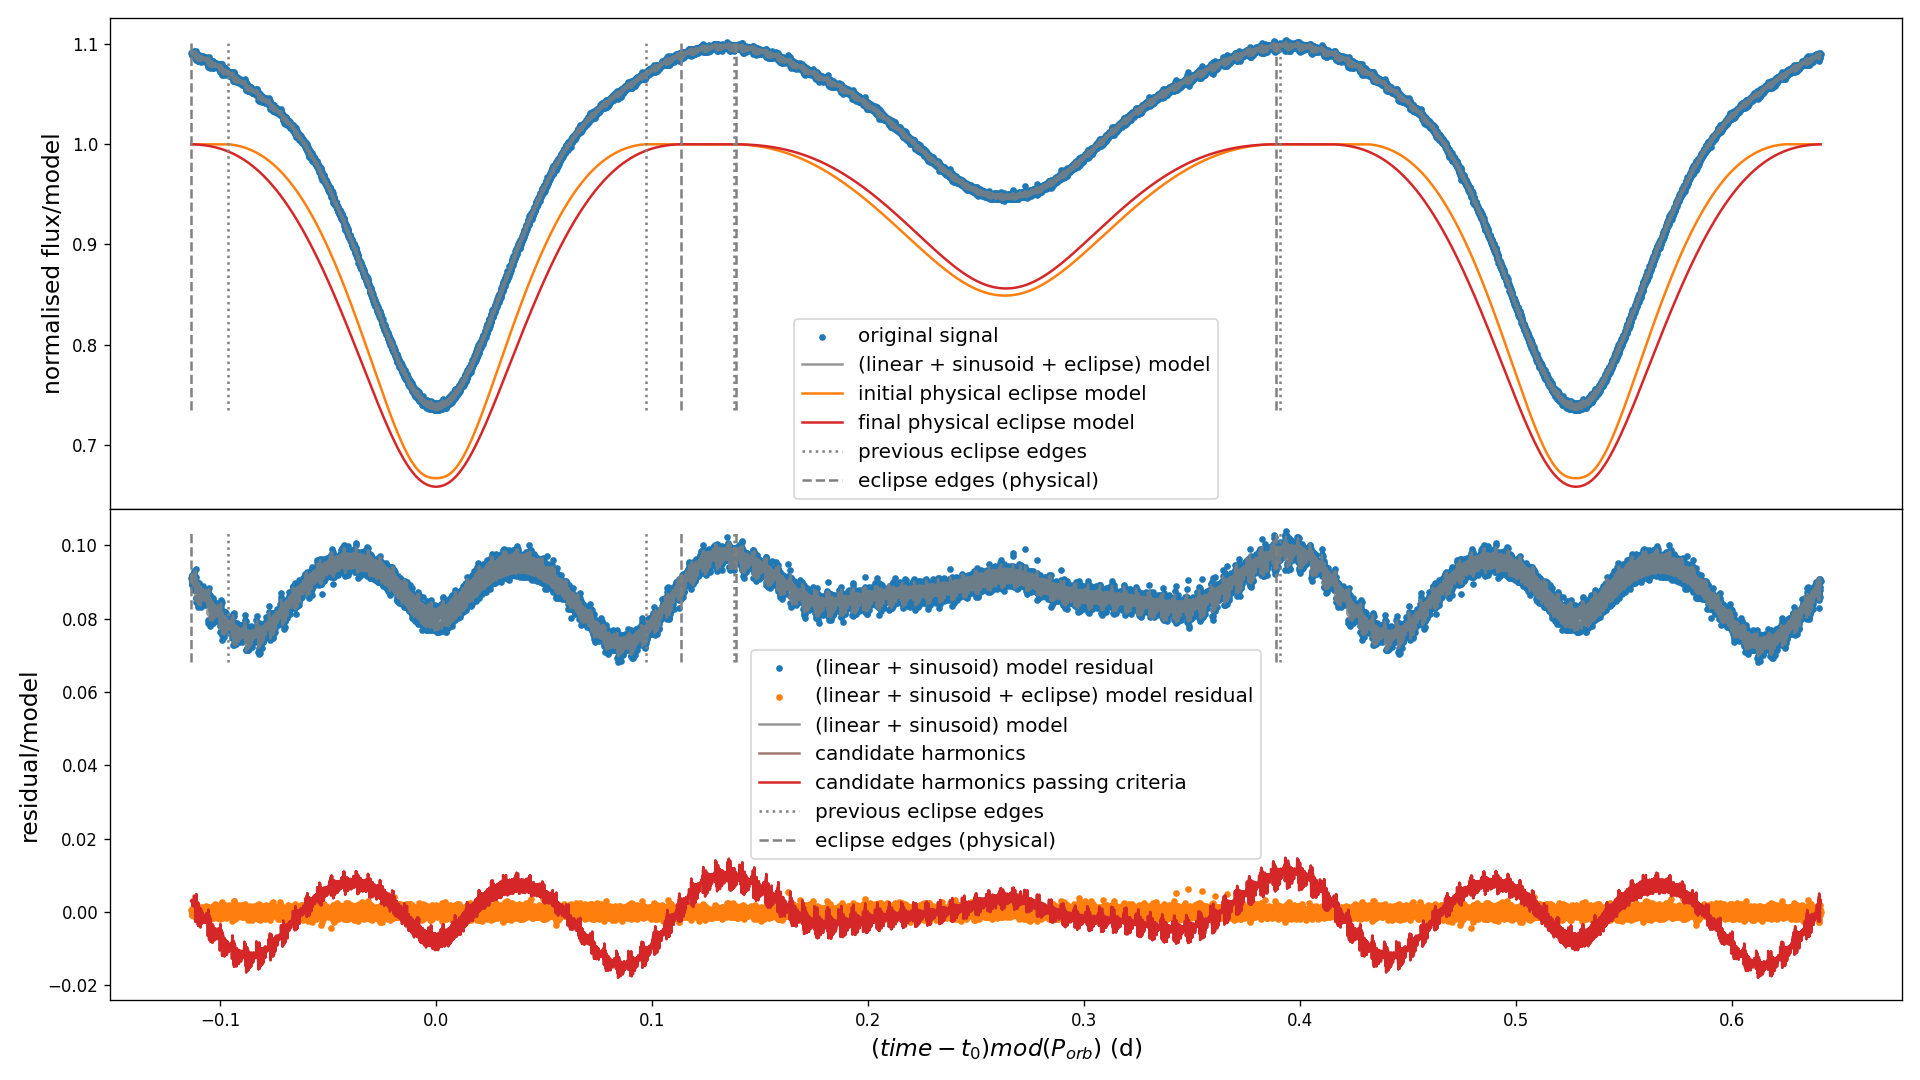 normalised flux/model
1.1
1.0
0.9
0.8
0.7
original signal
(linear + sinusoid + eclipse) model
initial physical eclipse model
final physical eclipse model
previous eclipse edges
eclipse edges (physical)
residual/model
0.10
0.08
0.06
0.04
0.02
0.00
−0.02
(linear + sinusoid) model residual
(linear + sinusoid + eclipse) model residual
(linear + sinusoid) model
candidate harmonics
candidate harmonics passing criteria
previous eclipse edges
eclipse edges (physical)
−0.1 0.0 0.1 0.2 0.3 0.4 0.5 0.6
(time − t₀)mod(Pₒᵣb) (d)